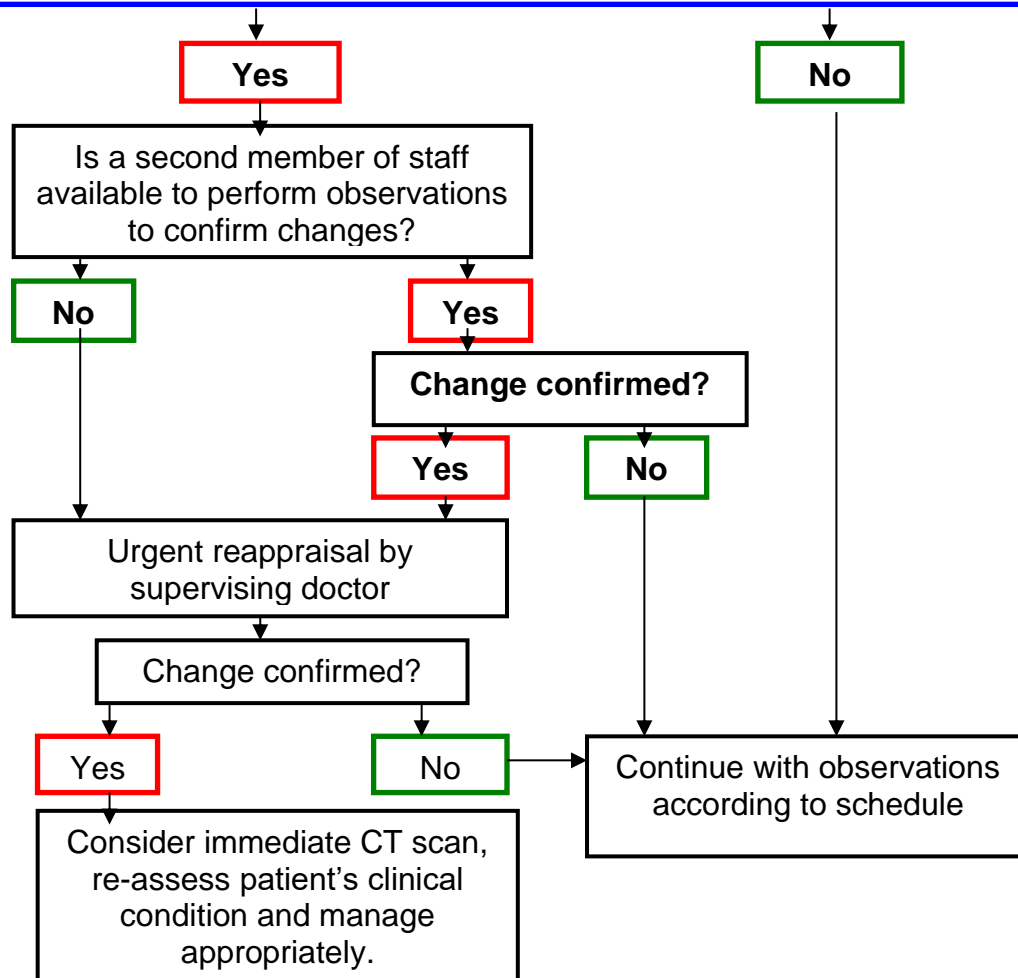 Yes
No
Is a second member of staff
available to perform observations
to confirm changes?
No
Yes
Change confirmed?
Yes
No
Urgent reappraisal by
supervising doctor
Change confirmed?
Yes
No
Continue with observations
according to schedule
Consider immediate CT scan,
re-assess patient’s clinical
condition and manage
appropriately.